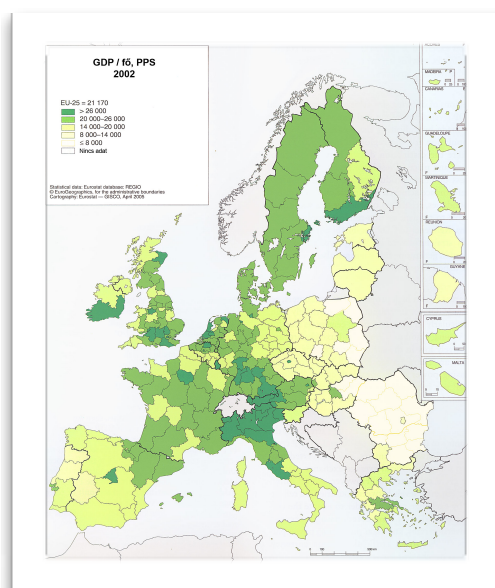 GDP / fő, PPS
2002
EU-25 = 21 170
> 26 000
20 000–26 000
14 000–20 000
8 000–14 000
≤ 8 000
Nincs adat
Statistical data: Eurostat database: REGIO
© EuroGeographics, for the administrative boundaries
Cartography: Eurostat — GISCO, April 2005
MADEIRA P
CANARIAS E
GUADELOUPE
F
MARTINIQUE
F
REUNION
F
GUYANE
F
CYPRUS
MALTA